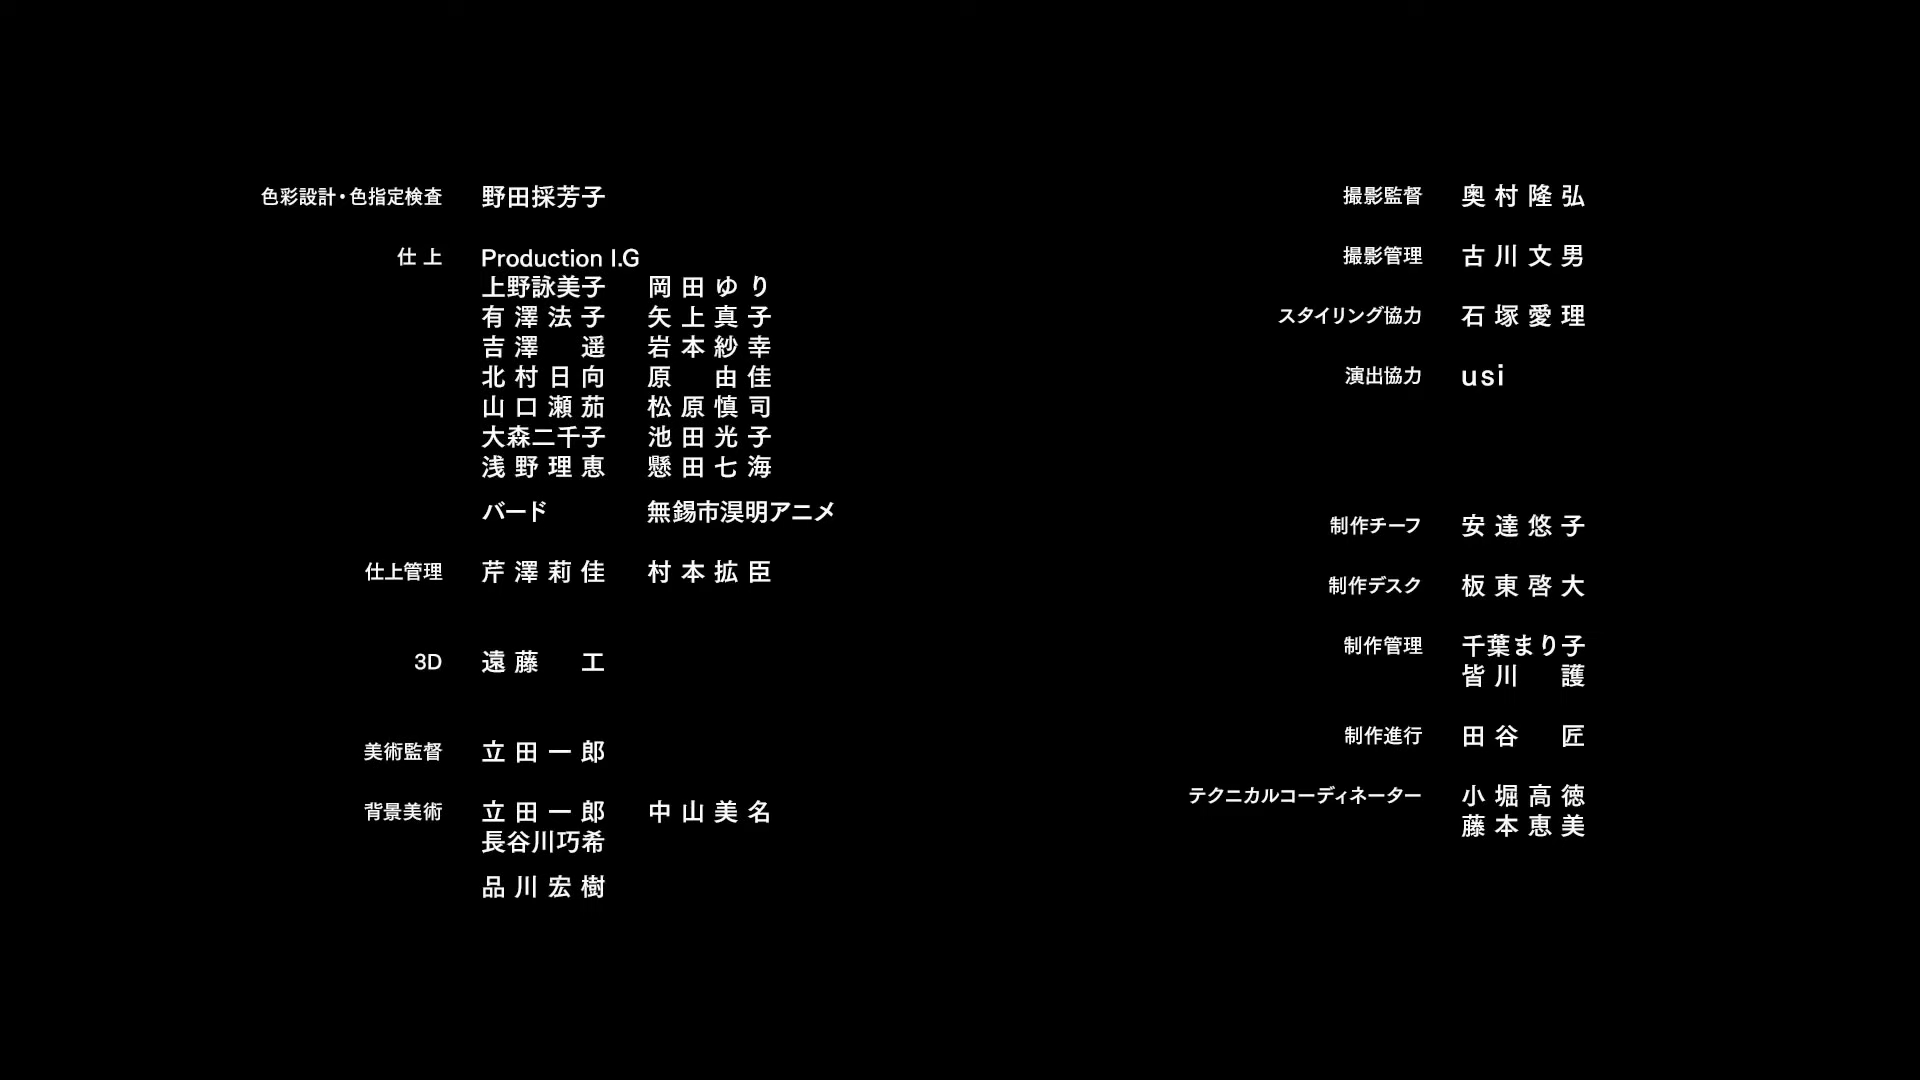 色彩設計・色指定検査 野田採芳子
仕上 Production I.G
上野詠美子 岡田ゆり
有澤法子 矢上真子
吉澤 遥 岩本紗幸
北村日向 原 由佳
山口瀬茄 松原慎司
大森二千子 池田光子
浅野理恵 懸田七海
バード 無錫市淏明アニメ
仕上管理 芹澤莉佳 村本拡臣
3D 遠藤 工
美術監督 立田一郎
背景美術 立田一郎 中山美名
長谷川巧希
品川宏樹
撮影監督 奥村隆弘
撮影管理 古川文男
スタイリング協力 石塚愛理
演出協力 usi
制作チーフ 安達悠子
制作デスク 板東啓大
制作管理 千葉まり子
皆川 護
制作進行 田谷 匠
テクニカルコーディネーター 小堀高徳
藤本恵美